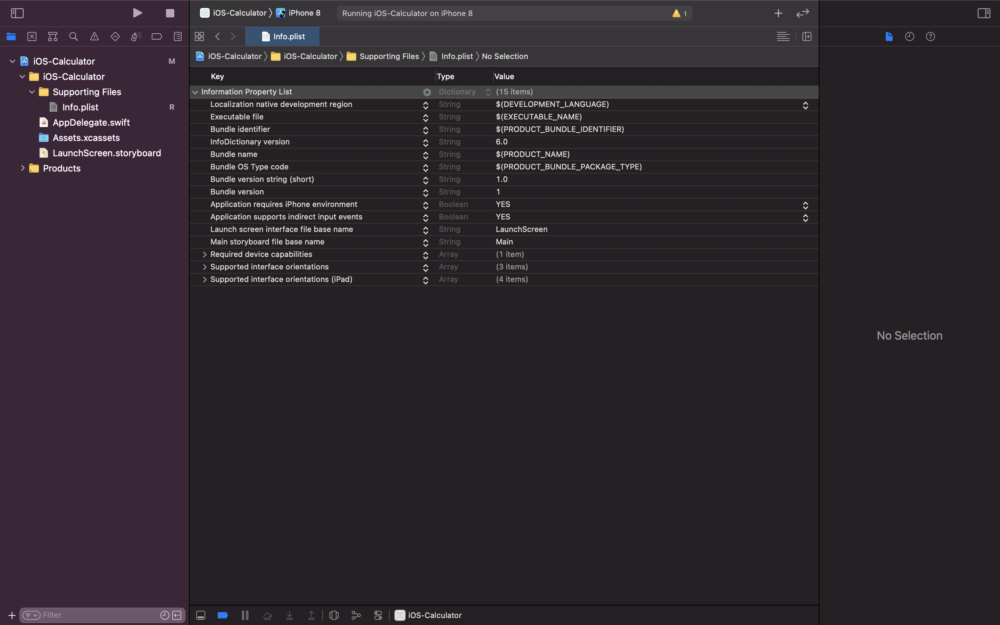 iOS-Calculator iPhone 8 Running iOS-Calculator on iPhone 8 1
Info.plist
iOS-Calculator iOS-Calculator Supporting Files Info.plist No Selection
iOS-Calculator M
iOS-Calculator
Supporting Files
Info.plist R
AppDelegate.swift
Assets.xcassets
LaunchScreen.storyboard
Products
Key Type Value
Information Property List Dictionary (15 items)
Localization native development region String $(DEVELOPMENT_LANGUAGE)
Executable file String $(EXECUTABLE_NAME)
Bundle identifier String $(PRODUCT_BUNDLE_IDENTIFIER)
InfoDictionary version String 6.0
Bundle name String $(PRODUCT_NAME)
Bundle OS Type code String $(PRODUCT_BUNDLE_PACKAGE_TYPE)
Bundle version string (short) String 1.0
Bundle version String 1
Application requires iPhone environment Boolean YES
Application supports indirect input events Boolean YES
Launch screen interface file base name String LaunchScreen
Main storyboard file base name String Main
Required device capabilities Array (1 item)
Supported interface orientations Array (3 items)
Supported interface orientations (iPad) Array (4 items)
No Selection
Filter
iOS-Calculator